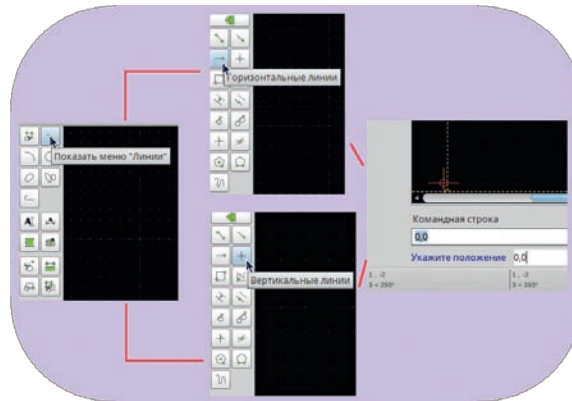 Показать меню "Линии"
Горизонтальные линии
Вертикальные линии
Командная строка
0,0
Укажите положение 0,0